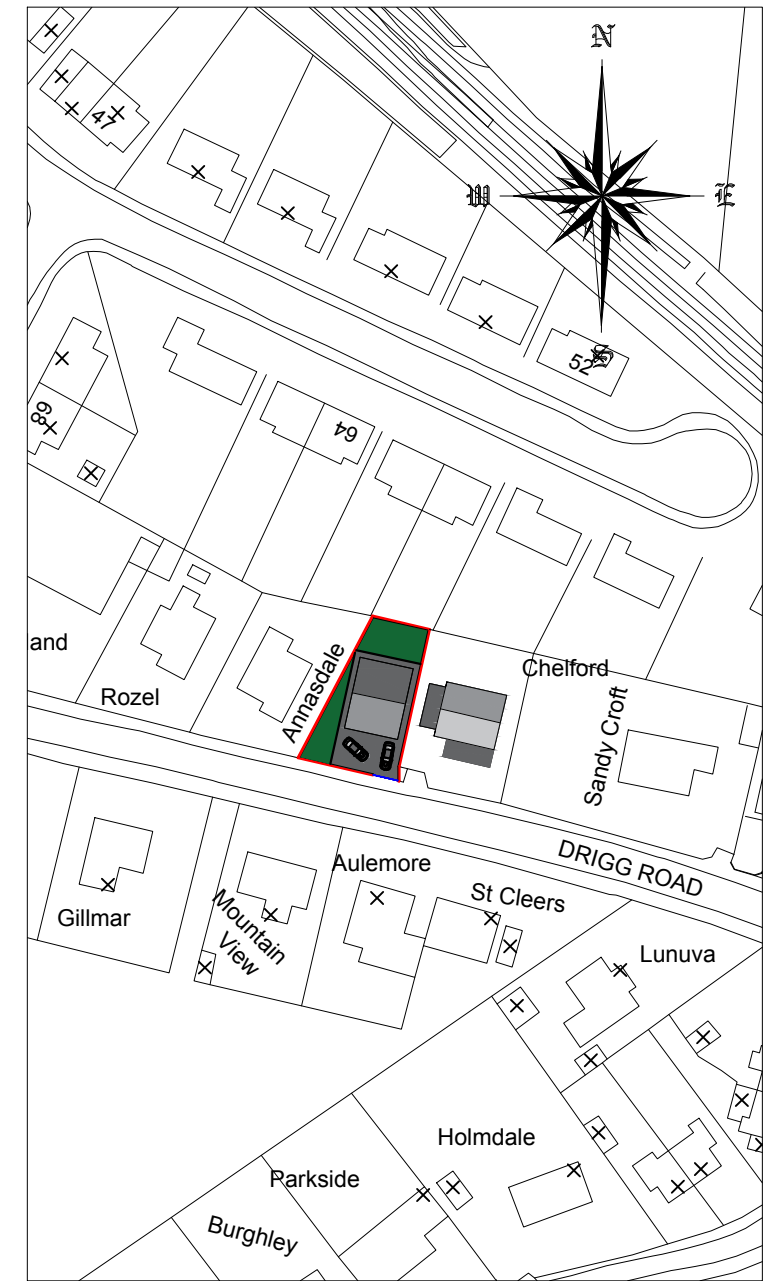 N
W
E
S
47
52
68
64
land
Rozel
Annasdale
Chelford
Sandy Croft
DRIGG ROAD
Aulemore
St Cleers
Gillmar
Mountain
View
Lunuva
Holmdale
Parkside
Burghley